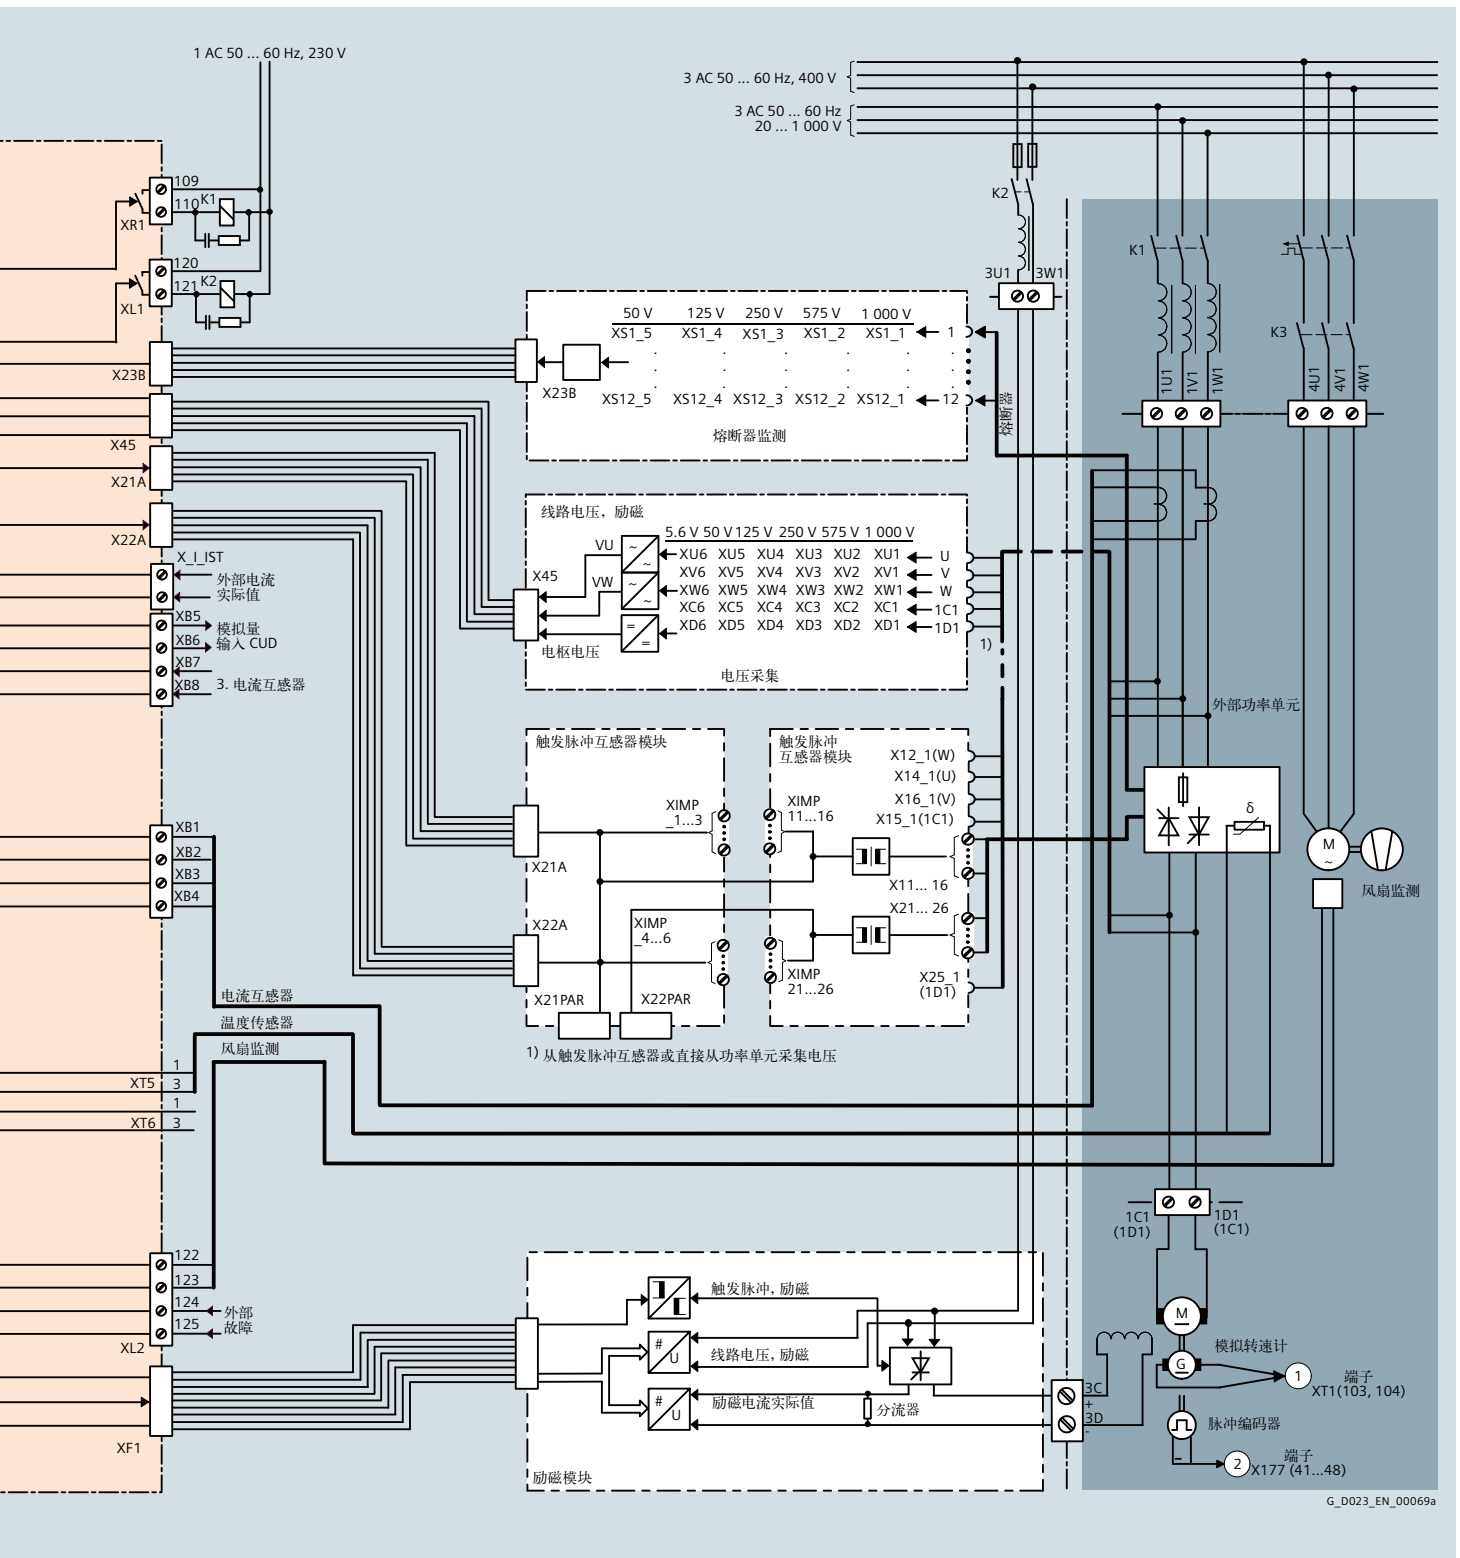 1 AC 50 ... 60 Hz, 230 V
3 AC 50 ... 60 Hz, 400 V
3 AC 50 ... 60 Hz
20 ... 1 000 V
109
110
K1
XR1
120
121
K2
XL1
X23B
X45
X21A
X22A
X_I_IST
外部电流
实际值
XB5
模拟量
XB6
输入 CUD
XB7
XB8
3. 电流互感器
XB1
XB2
XB3
XB4
电流互感器
温度传感器
风扇监测
1
XT5
3
1
XT6
3
122
123
124
外部
125
故障
XL2
XF1
K2
3U1
3W1
50 V 125 V 250 V 575 V 1 000 V
XS1_5 XS1_4 XS1_3 XS1_2 XS1_1 1
. . . . . .
. . . . . .
X23B
XS12_5 XS12_4 XS12_3 XS12_2 XS12_1 12
熔断器监测
熔断器
线路电压，励磁
5.6 V 50 V 125 V 250 V 575 V 1 000 V
VU
~
~
XU6 XU5 XU4 XU3 XU2 XU1 U
XV6 XV5 XV4 XV3 XV2 XV1 V
X45
VW
~
~
XW6 XW5 XW4 XW3 XW2 XW1 W
XC6 XC5 XC4 XC3 XC2 XC1 1C1
XD6 XD5 XD4 XD3 XD2 XD1 1D1
=
=
电枢电压
电压采集
1)
触发脉冲互感器模块
XIMP
_1...3
X21A
X22A
XIMP
_4...6
X21PAR
X22PAR
触发脉冲
互感器模块
X12_1(W)
X14_1(U)
X16_1(V)
X15_1(1C1)
XIMP
11...16
X11... 16
X21... 26
XIMP
21...26
X25_1
(1D1)
1) 从触发脉冲互感器或直接从功率单元采集电压
K1
K3
1U1
1V1
1W1
4U1
4V1
4W1
外部功率单元
δ
M
~
风扇监测
1C1
(1D1)
1D1
(1C1)
M
模拟转速计
G
1
端子
XT1(103, 104)
脉冲编码器
2
端子
X177 (41...48)
触发脉冲, 励磁
#
U
线路电压, 励磁
#
U
励磁电流实际值
分流器
3C
+
3D
-
励磁模块
G_D023_EN_00069a